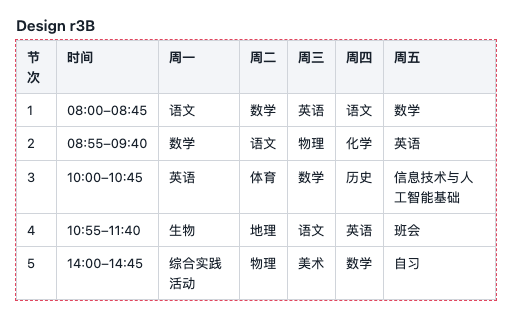 Design r3B
节次 时间 周一 周二 周三 周四 周五
1 08:00–08:45 语文 数学 英语 语文 数学
2 08:55–09:40 数学 语文 物理 化学 英语
3 10:00–10:45 英语 体育 数学 历史 信息技术与人工智能基础
4 10:55–11:40 生物 地理 语文 英语 班会
5 14:00–14:45 综合实践活动 物理 美术 数学 自习